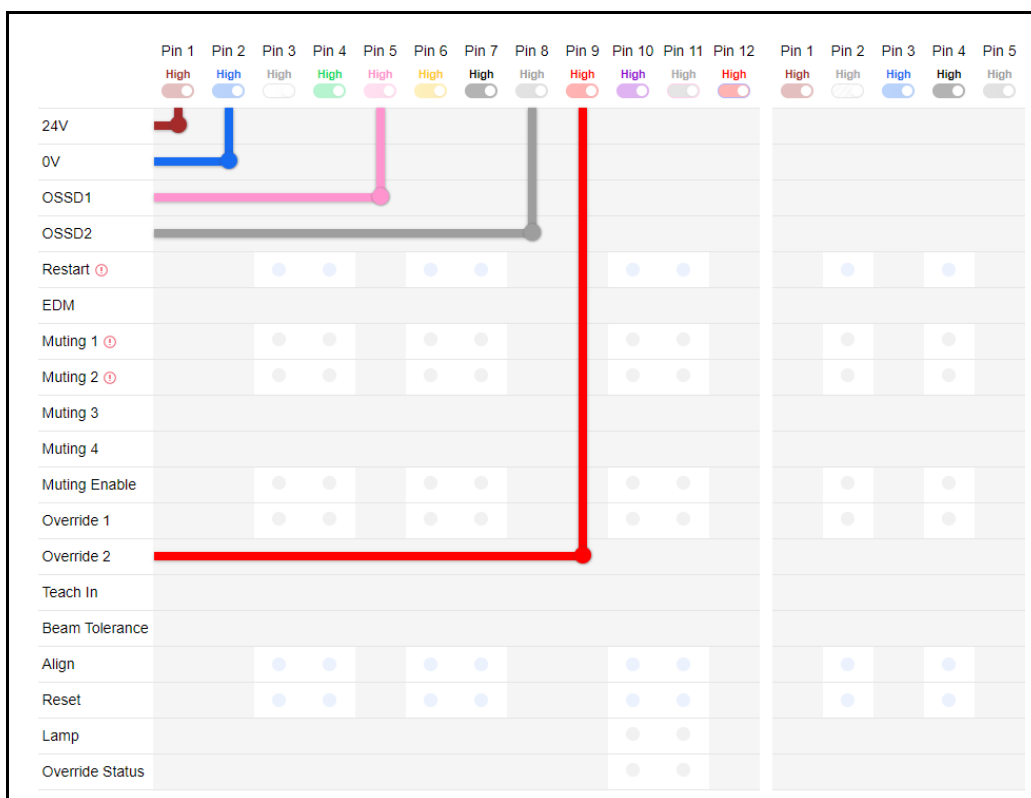 Pin 1 Pin 2 Pin 3 Pin 4 Pin 5 Pin 6 Pin 7 Pin 8 Pin 9 Pin 10 Pin 11 Pin 12 Pin 1 Pin 2 Pin 3 Pin 4 Pin 5
High High High High High High High High High High High High High High High High High
24V
0V
OSSD1
OSSD2
Restart
EDM
Muting 1
Muting 2
Muting 3
Muting 4
Muting Enable
Override 1
Override 2
Teach In
Beam Tolerance
Align
Reset
Lamp
Override Status